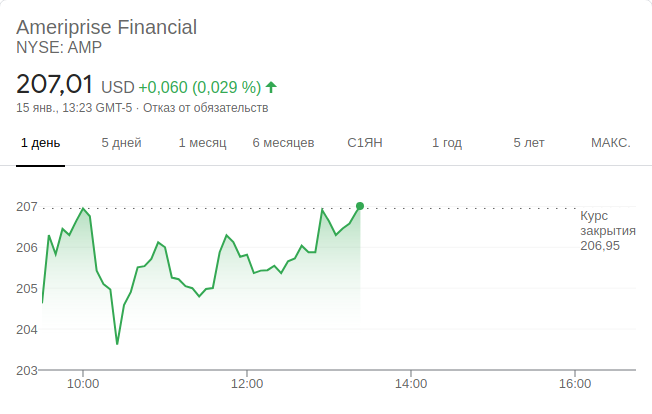 Ameriprise Financial
NYSE: AMP
207,01 USD +0,060 (0,029 %)
15 янв., 13:23 GMT-5 · Отказ от обязательств
1 день 5 дней 1 месяц 6 месяцев С1ЯН 1 год 5 лет МАКС.
207
206
205
204
203
Курс
закрытия
206,95
10:00 12:00 14:00 16:00